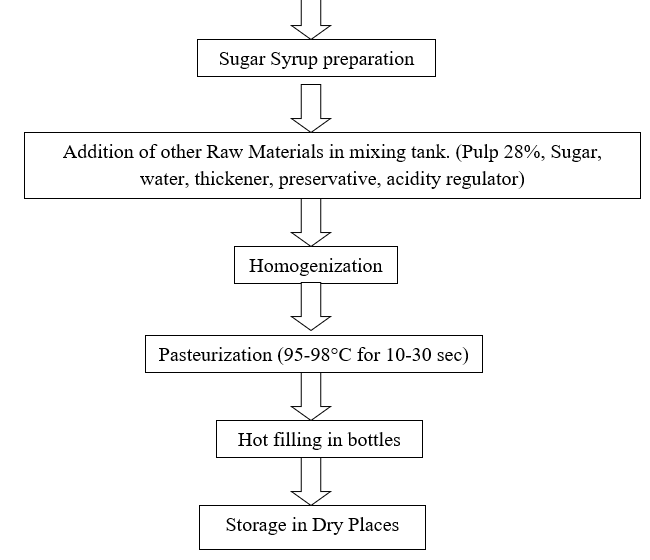 Sugar Syrup preparation
Addition of other Raw Materials in mixing tank. (Pulp 28%, Sugar,
water, thickener, preservative, acidity regulator)
Homogenization
Pasteurization (95-98°C for 10-30 sec)
Hot filling in bottles
Storage in Dry Places